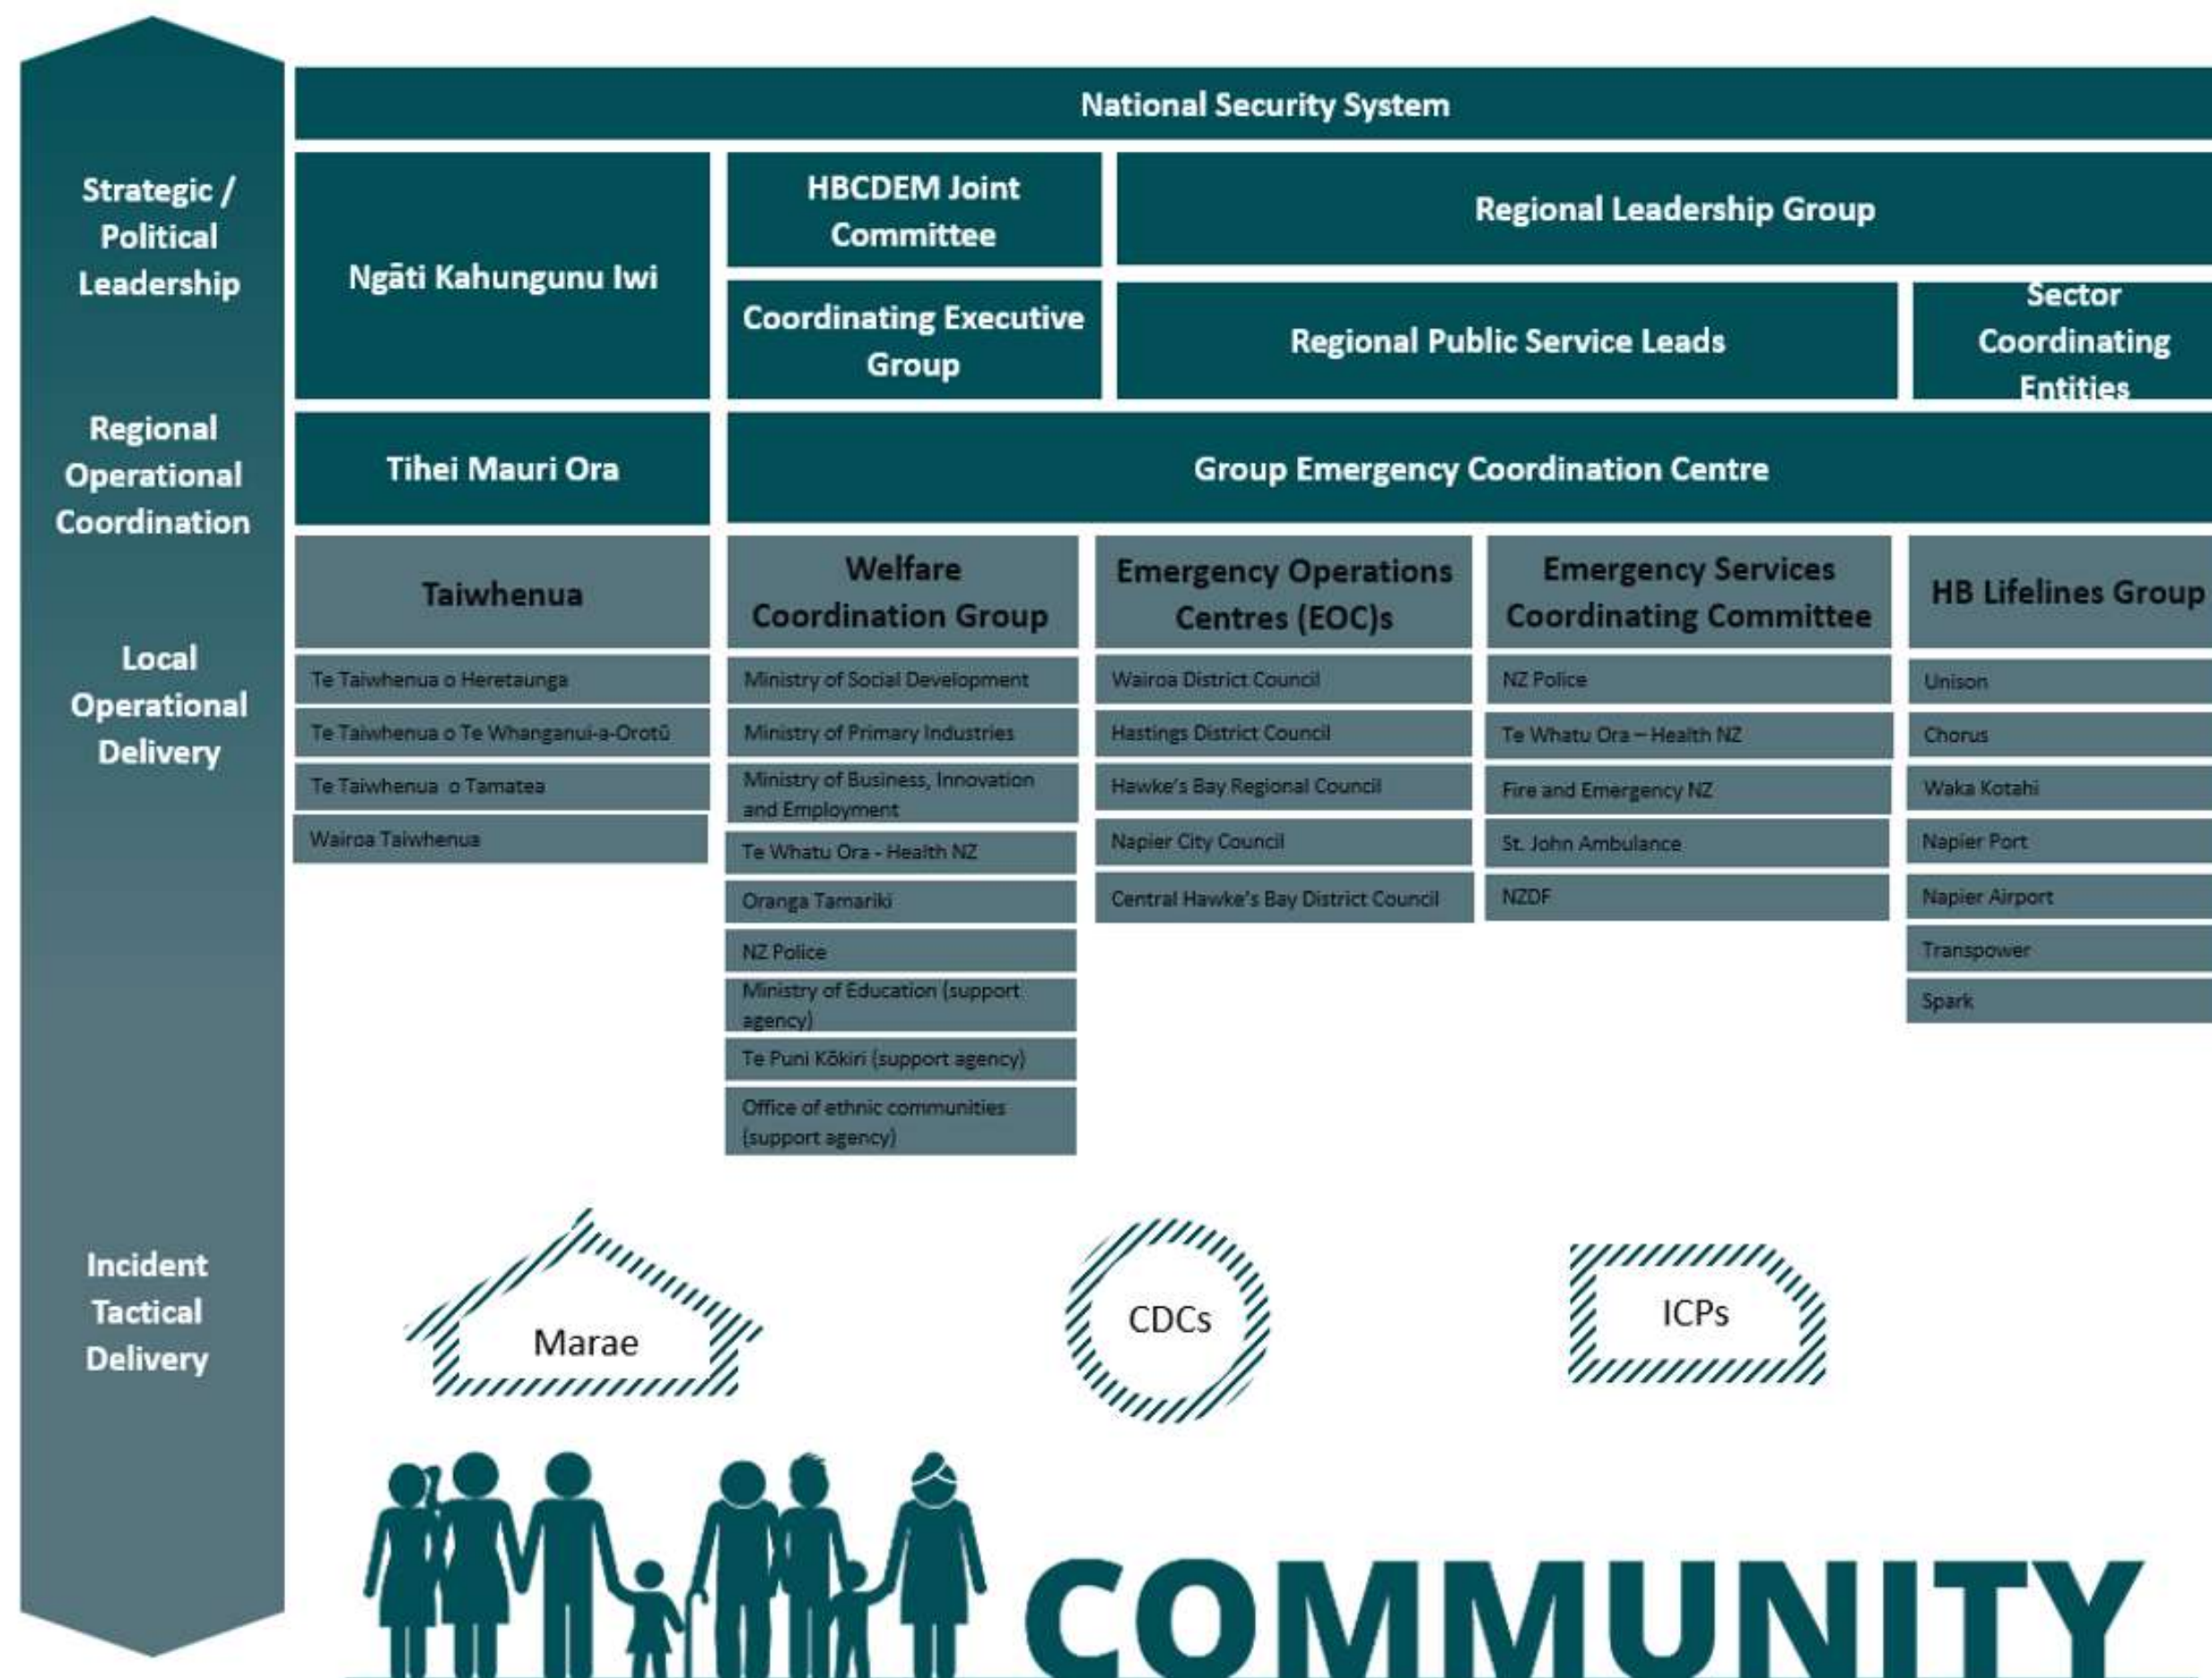 National Security System
Strategic /
Political
Leadership
Ngāti Kahungunu Iwi
HBCDEM Joint
Committee
Regional Leadership Group
Coordinating Executive
Group
Regional Public Service Leads
Sector
Coordinating
Entities
Regional
Operational
Coordination
Tihei Mauri Ora
Group Emergency Coordination Centre
Local
Operational
Delivery
Taiwhenua
Te Taiwhenua o Heretaunga
Te Taiwhenua o Te Whanganui-a-Orotū
Te Taiwhenua o Tamatea
Wairoa Taiwhenua
Welfare
Coordination Group
Ministry of Social Development
Ministry of Primary Industries
Ministry of Business, Innovation
and Employment
Te Whatu Ora - Health NZ
Oranga Tamariki
NZ Police
Ministry of Education (support
agency)
Te Puni Kōkiri (support agency)
Office of ethnic communities
(support agency)
Emergency Operations
Centres (EOC)s
Wairoa District Council
Hastings District Council
Hawke's Bay Regional Council
Napier City Council
Central Hawke's Bay District Council
Emergency Services
Coordinating Committee
NZ Police
Te Whatu Ora – Health NZ
Fire and Emergency NZ
St. John Ambulance
NZDF
HB Lifelines Group
Unison
Chorus
Waka Kotahi
Napier Port
Napier Airport
Transpower
Spark
Incident
Tactical
Delivery
Marae
CDCs
ICPs
COMMUNITY